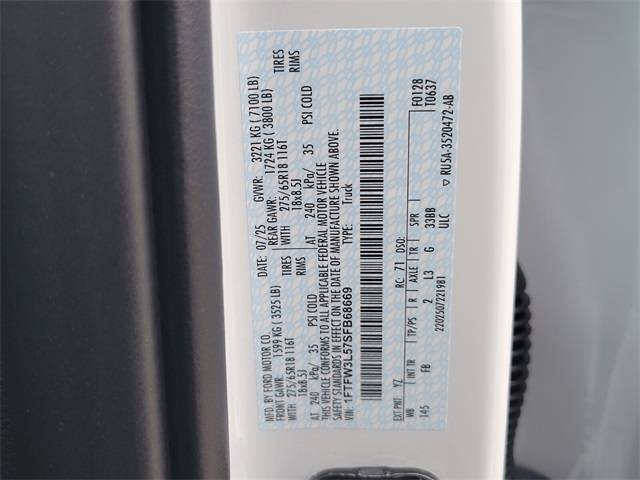 MFD. BY FORD MOTOR CO. DATE: 07/25 GVWR: 3221 KG ( 7100 LB)
FRONT GAWR: 1599 KG ( 3525 LB) REAR GAWR: 1724 KG ( 3800 LB)
WITH 275/65R18 116T TIRES WITH 275/65R18 116T TIRES
18x8.5J RIMS 18x8.5J RIMS
AT 240 kPa/ 35 PSI COLD AT 240 kPa/ 35 PSI COLD
THIS VEHICLE CONFORMS TO ALL APPLICABLE FEDERAL MOTOR VEHICLE
SAFETY STANDARDS IN EFFECT ON THE DATE OF MANUFACTURE SHOWN ABOVE.
VIN: 1FTFW3L57SFB68669 TYPE: Truck
EXT PNT: YZ RC: 71 DSO: F0128
T0637
WB INT TR TP/PS R AXLE TR SPR
145 FB 2 L3 G 33BB
ULC
2202507221981 ▽ RU5A-3520472-AB